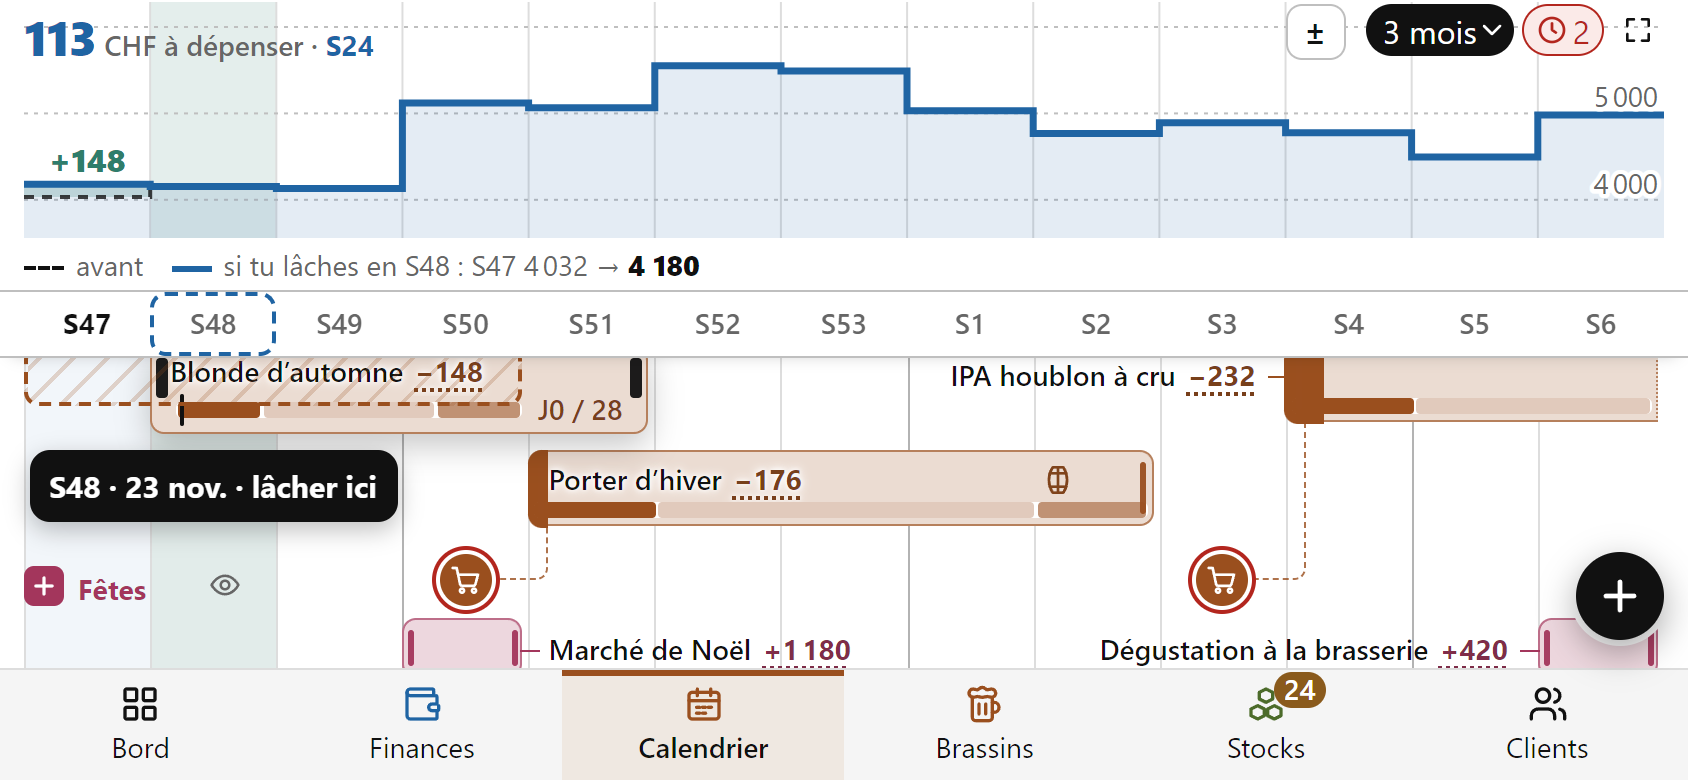 113 CHF à dépenser · S24
±
3 mois
2
5 000
+148
4 000
avant
si tu lâches en S48 : S47 4 032 → 4 180
S47 S48 S49 S50 S51 S52 S53 S1 S2 S3 S4 S5 S6
Blonde d’automne −148
J0 / 28
IPA houblon à cru −232
S48 · 23 nov. · lâcher ici
Porter d’hiver −176
Fêtes
Marché de Noël +1 180
Dégustation à la brasserie +420
24
Bord Finances Calendrier Brassins Stocks Clients